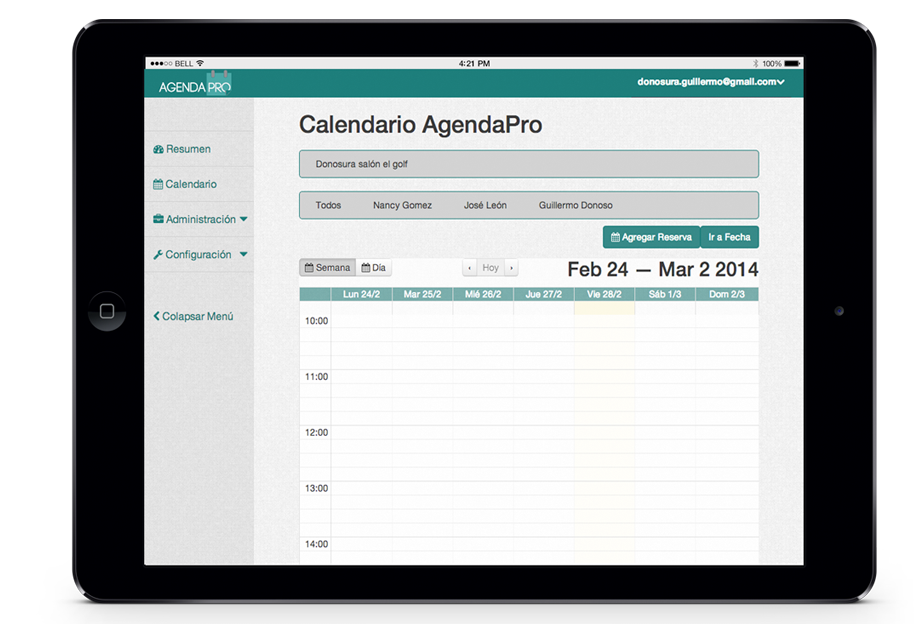 BELL 4:21 PM 100%
AGENDA PRO donosura.guillermo@gmail.com
Calendario AgendaPro
Resumen
Calendario
Administración
Configuración
Colapsar Menú
Donosura salón el golf
Todos Nancy Gomez José León Guillermo Donoso
Agregar Reserva Ir a Fecha
Semana Día ‹ Hoy › Feb 24 — Mar 2 2014
Lun 24/2 Mar 25/2 Mié 26/2 Jue 27/2 Vie 28/2 Sáb 1/3 Dom 2/3
10:00
11:00
12:00
13:00
14:00